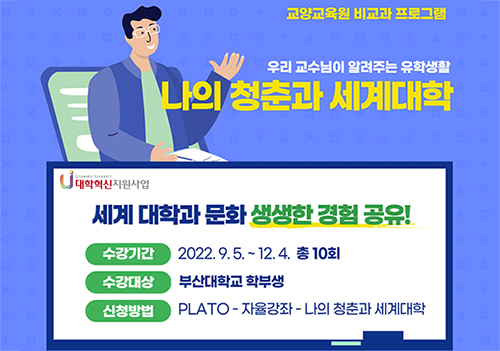 교양교육원 비교과 프로그램
우리 교수님이 알려주는 유학생활
나의 청춘과 세계대학
대학혁신지원사업
세계 대학과 문화 생생한 경험 공유!
수강기간 2022. 9. 5. ~ 12. 4. 총 10회
수강대상 부산대학교 학부생
신청방법 PLATO - 자율강좌 - 나의 청춘과 세계대학